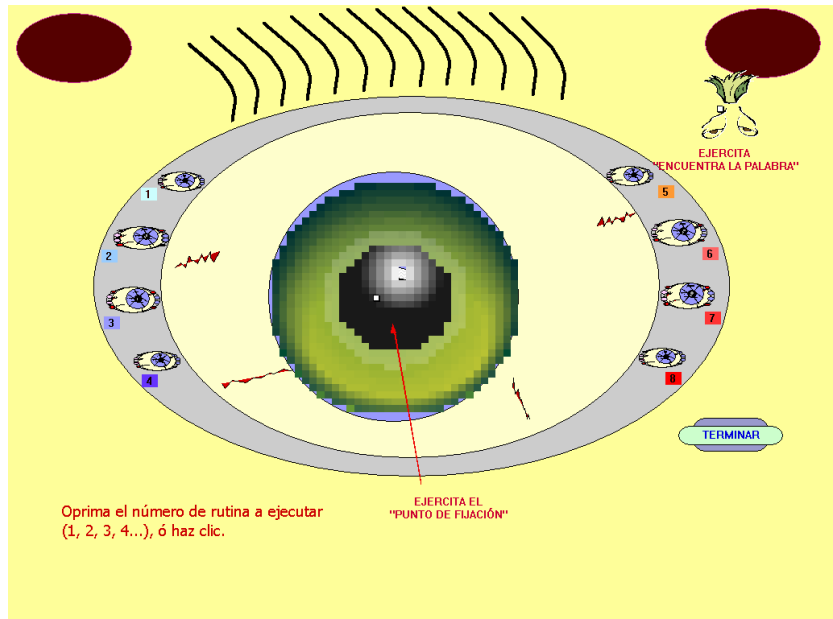 EJERCITA
"ENCUENTRA LA PALABRA"
1
5
2
6
3
7
4
8
TERMINAR
EJERCITA EL
"PUNTO DE FIJACIÓN"
Oprima el número de rutina a ejecutar
(1, 2, 3, 4...), ó haz clic.